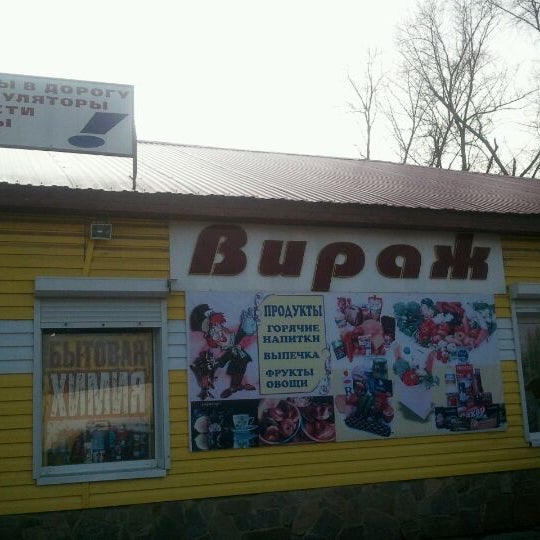 Ы В ДОРОГУ
УЛЯТОРЫ
СТИ
Ы
Вираж
ПРОДУКТЫ
ГОРЯЧИЕ
НАПИТКИ
ВЫПЕЧКА
ФРУКТЫ
ОВОЩИ
БЫТОВАЯ
ХИМИЯ